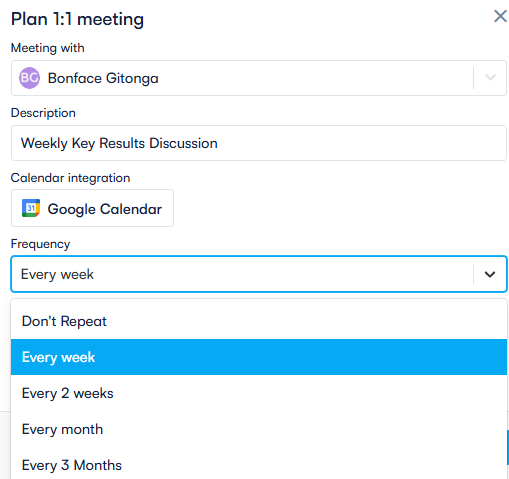 Plan 1:1 meeting
Meeting with
BG Bonface Gitonga
Description
Weekly Key Results Discussion
Calendar integration
31 Google Calendar
Frequency
Every week
Don't Repeat
Every week
Every 2 weeks
Every month
Every 3 Months